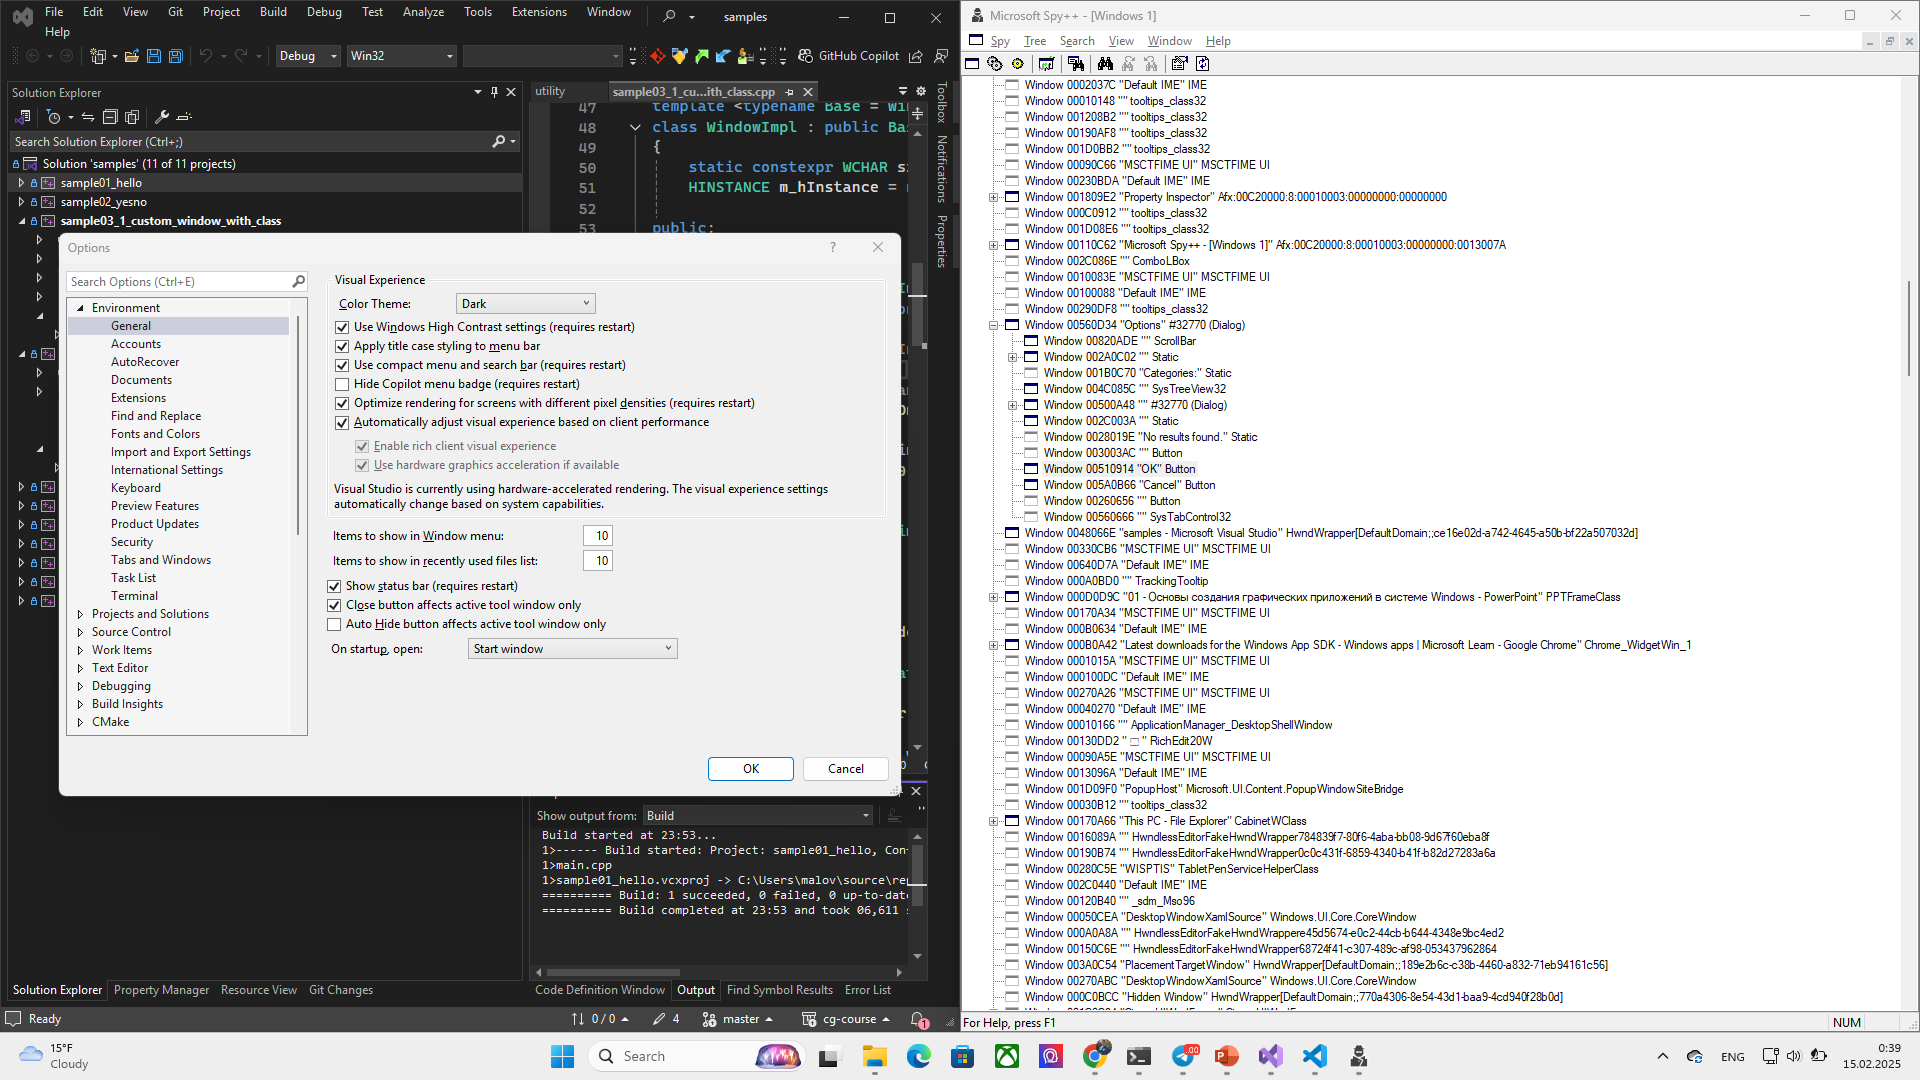 File Edit View Git Project Build Debug Test Analyze Tools Extensions Window samples
Help
Debug Win32 GitHub Copilot
Solution Explorer
Search Solution Explorer (Ctrl+;)
Solution 'samples' (11 of 11 projects)
sample01_hello
sample02_yesno
sample03_1_custom_window_with_class
utility sample03_1_cu...ith_class.cpp
47 template <typename Base = Wi
48 class WindowImpl : public Ba
49 {
50 static constexpr WCHAR s
51 HINSTANCE m_hInstance =
52
53 public:
Toolbox
Notifications
Properties
Options
Search Options (Ctrl+E)
Environment
General
Accounts
AutoRecover
Documents
Extensions
Find and Replace
Fonts and Colors
Import and Export Settings
International Settings
Keyboard
Preview Features
Product Updates
Security
Tabs and Windows
Task List
Terminal
Projects and Solutions
Source Control
Work Items
Text Editor
Debugging
Build Insights
CMake
Visual Experience
Color Theme: Dark
Use Windows High Contrast settings (requires restart)
Apply title case styling to menu bar
Use compact menu and search bar (requires restart)
Hide Copilot menu badge (requires restart)
Optimize rendering for screens with different pixel densities (requires restart)
Automatically adjust visual experience based on client performance
Enable rich client visual experience
Use hardware graphics acceleration if available
Visual Studio is currently using hardware-accelerated rendering. The visual experience settings
automatically change based on system capabilities.
Items to show in Window menu: 10
Items to show in recently used files list: 10
Show status bar (requires restart)
Close button affects active tool window only
Auto Hide button affects active tool window only
On startup, open: Start window
OK Cancel
Show output from: Build
Build started at 23:53...
1>------ Build started: Project: sample01_hello, Con
1>main.cpp
1>sample01_hello.vcxproj -> C:\Users\malov\source\re
========== Build: 1 succeeded, 0 failed, 0 up-to-date
========== Build completed at 23:53 and took 06,611 s
Solution Explorer Property Manager Resource View Git Changes
Code Definition Window Output Find Symbol Results Error List
Ready 0 / 0 4 master cg-course 1
Microsoft Spy++ - [Windows 1]
Spy Tree Search View Window Help
Window 0002037C "Default IME" IME
Window 00010148 "" tooltips_class32
Window 001208B2 "" tooltips_class32
Window 00190AF8 "" tooltips_class32
Window 001D0BB2 "" tooltips_class32
Window 00090C66 "MSCTFIME UI" MSCTFIME UI
Window 00230BDA "Default IME" IME
Window 001809E2 "Property Inspector" Afx:00C20000:8:00010003:00000000:00000000
Window 000C0912 "" tooltips_class32
Window 001D08E6 "" tooltips_class32
Window 00110C62 "Microsoft Spy++ - [Windows 1]" Afx:00C20000:8:00010003:00000000:0013007A
Window 002C086E "" ComboLBox
Window 0010083E "MSCTFIME UI" MSCTFIME UI
Window 00100088 "Default IME" IME
Window 00290DF8 "" tooltips_class32
Window 00560D34 "Options" #32770 (Dialog)
Window 00820ADE "" ScrollBar
Window 002A0C02 "" Static
Window 001B0C70 "Categories:" Static
Window 004C085C "" SysTreeView32
Window 00500A48 "" #32770 (Dialog)
Window 002C003A "" Static
Window 0028019E "No results found." Static
Window 003003AC "" Button
Window 00510914 "OK" Button
Window 005A0B66 "Cancel" Button
Window 00260656 "" Button
Window 00560666 "" SysTabControl32
Window 0048066E "samples - Microsoft Visual Studio" HwndWrapper[DefaultDomain;;ce16e02d-a742-4645-a50b-bf22a507032d]
Window 00330CB6 "MSCTFIME UI" MSCTFIME UI
Window 00640D7A "Default IME" IME
Window 000A0BD0 "" TrackingTooltip
Window 000D0D9C "01 - Основы создания графических приложений в системе Windows - PowerPoint" PPTFrameClass
Window 00170A34 "MSCTFIME UI" MSCTFIME UI
Window 000B0634 "Default IME" IME
Window 000B0A42 "Latest downloads for the Windows App SDK - Windows apps | Microsoft Learn - Google Chrome" Chrome_WidgetWin_1
Window 0001015A "MSCTFIME UI" MSCTFIME UI
Window 000100DC "Default IME" IME
Window 00270A26 "MSCTFIME UI" MSCTFIME UI
Window 00040270 "Default IME" IME
Window 00010166 "" ApplicationManager_DesktopShellWindow
Window 00130DD2 " □ " RichEdit20W
Window 00090A5E "MSCTFIME UI" MSCTFIME UI
Window 0013096A "Default IME" IME
Window 001D09F0 "PopupHost" Microsoft.UI.Content.PopupWindowSiteBridge
Window 00030B12 "" tooltips_class32
Window 00170A66 "This PC - File Explorer" CabinetWClass
Window 0016089A "" HwndlessEditorFakeHwndWrapper784839f7-80f6-4aba-bb08-9d67f60eba8f
Window 00190B74 "" HwndlessEditorFakeHwndWrapper0c0c431f-6859-4340-b41f-b82d27283a6a
Window 00280C5E "WISPTIS" TabletPenServiceHelperClass
Window 002C0440 "Default IME" IME
Window 00120B40 "" _sdm_Mso96
Window 00050CEA "DesktopWindowXamlSource" Windows.UI.Core.CoreWindow
Window 000A0A8A "" HwndlessEditorFakeHwndWrappere45d5674-e0c2-44cb-b644-4348e9bc4ed2
Window 00150C6E "" HwndlessEditorFakeHwndWrapper68724f41-c307-489c-af98-053437962864
Window 003A0C54 "PlacementTargetWindow" HwndWrapper[DefaultDomain;;189e2b6c-c38b-4460-a832-71eb94161c56]
Window 00270ABC "DesktopWindowXamlSource" Windows.UI.Core.CoreWindow
Window 000C0BCC "Hidden Window" HwndWrapper[DefaultDomain;;770a4306-8e54-43d1-baa9-4cd940f28b0d]
For Help, press F1 NUM
15°F
Cloudy
Search
ENG
0:39
15.02.2025